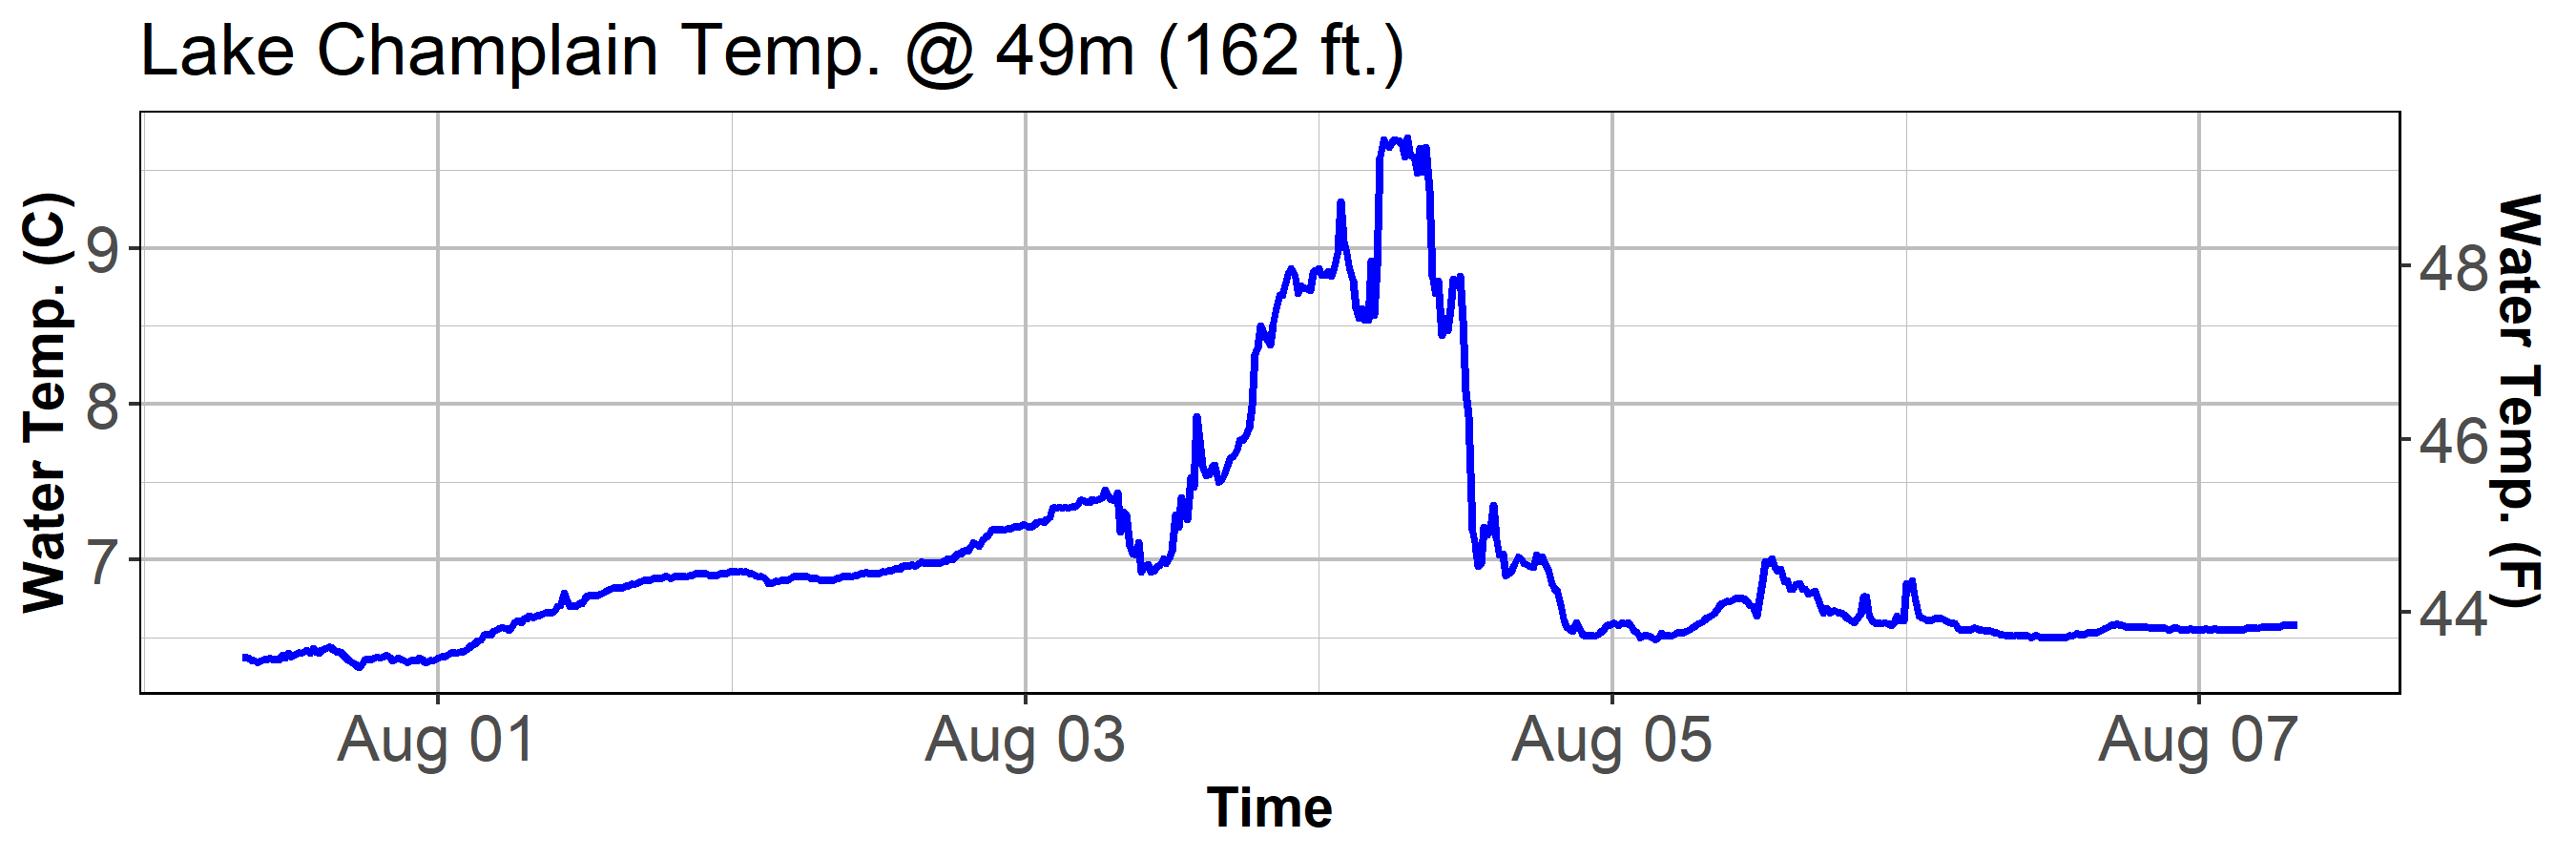 Lake Champlain Temp. @ 49m (162 ft.)
Water Temp. (C)
9
8
7
48
46
44
Water Temp. (F)
Aug 01 Aug 03 Aug 05 Aug 07
Time